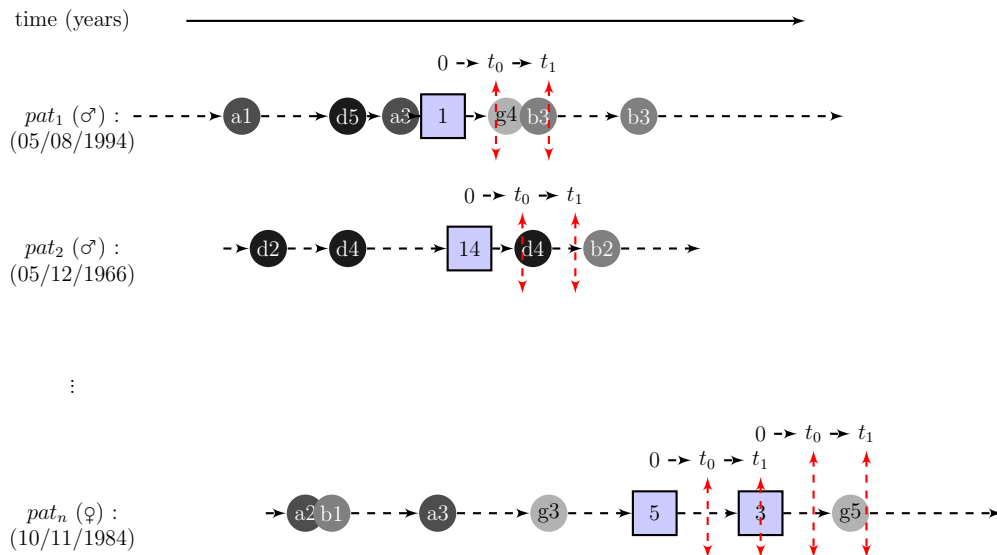 time (years)
0 t₀ t₁
pat₁ (♂) :
(05/08/1994)
a1 d5 a3 1 g4 b3 b3
0 t₀ t₁
pat₂ (♂) :
(05/12/1966)
d2 d4 14 d4 b2
⋮
0 t₀ t₁
0 t₀ t₁
patₙ (♀) :
(10/11/1984)
a2 b1 a3 g3 5 3 g5